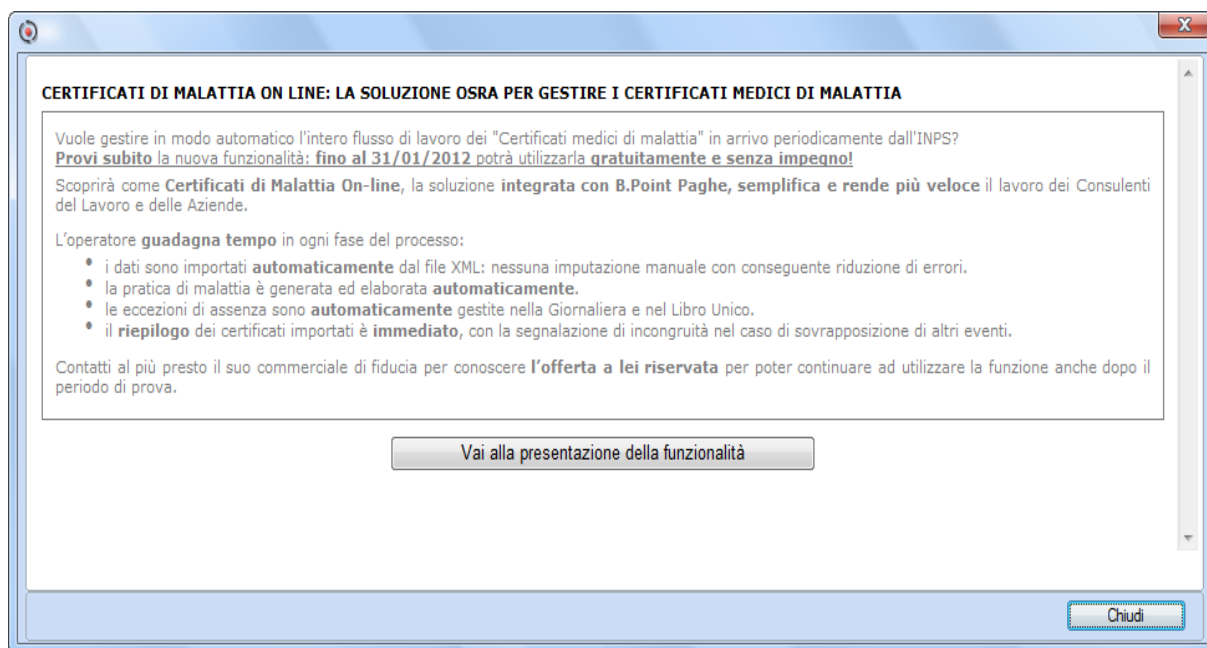 X
CERTIFICATI DI MALATTIA ON LINE: LA SOLUZIONE OSRA PER GESTIRE I CERTIFICATI MEDICI DI MALATTIA
Vuole gestire in modo automatico l'intero flusso di lavoro dei "Certificati medici di malattia" in arrivo periodicamente dall'INPS?
Provi subito la nuova funzionalità: fino al 31/01/2012 potrà utilizzarla gratuitamente e senza impegno!
Scoprirà come Certificati di Malattia On-line, la soluzione integrata con B.Point Paghe, semplifica e rende più veloce il lavoro dei Consulenti
del Lavoro e delle Aziende.
L'operatore guadagna tempo in ogni fase del processo:
• i dati sono importati automaticamente dal file XML: nessuna imputazione manuale con conseguente riduzione di errori.
• la pratica di malattia è generata ed elaborata automaticamente.
• le eccezioni di assenza sono automaticamente gestite nella Giornaliera e nel Libro Unico.
• il riepilogo dei certificati importati è immediato, con la segnalazione di incongruità nel caso di sovrapposizione di altri eventi.
Contatti al più presto il suo commerciale di fiducia per conoscere l'offerta a lei riservata per poter continuare ad utilizzare la funzione anche dopo il
periodo di prova.
Vai alla presentazione della funzionalità
Chiudi